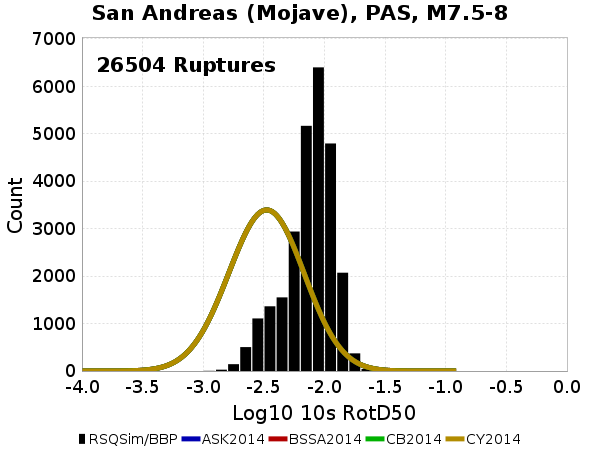 San Andreas (Mojave), PAS, M7.5-8
26504 Ruptures
Count
7000
6000
5000
4000
3000
2000
1000
0
-4.0 -3.5 -3.0 -2.5 -2.0 -1.5 -1.0 -0.5 0.0
Log10 10s RotD50
RSQSim/BBP ASK2014 BSSA2014 CB2014 CY2014